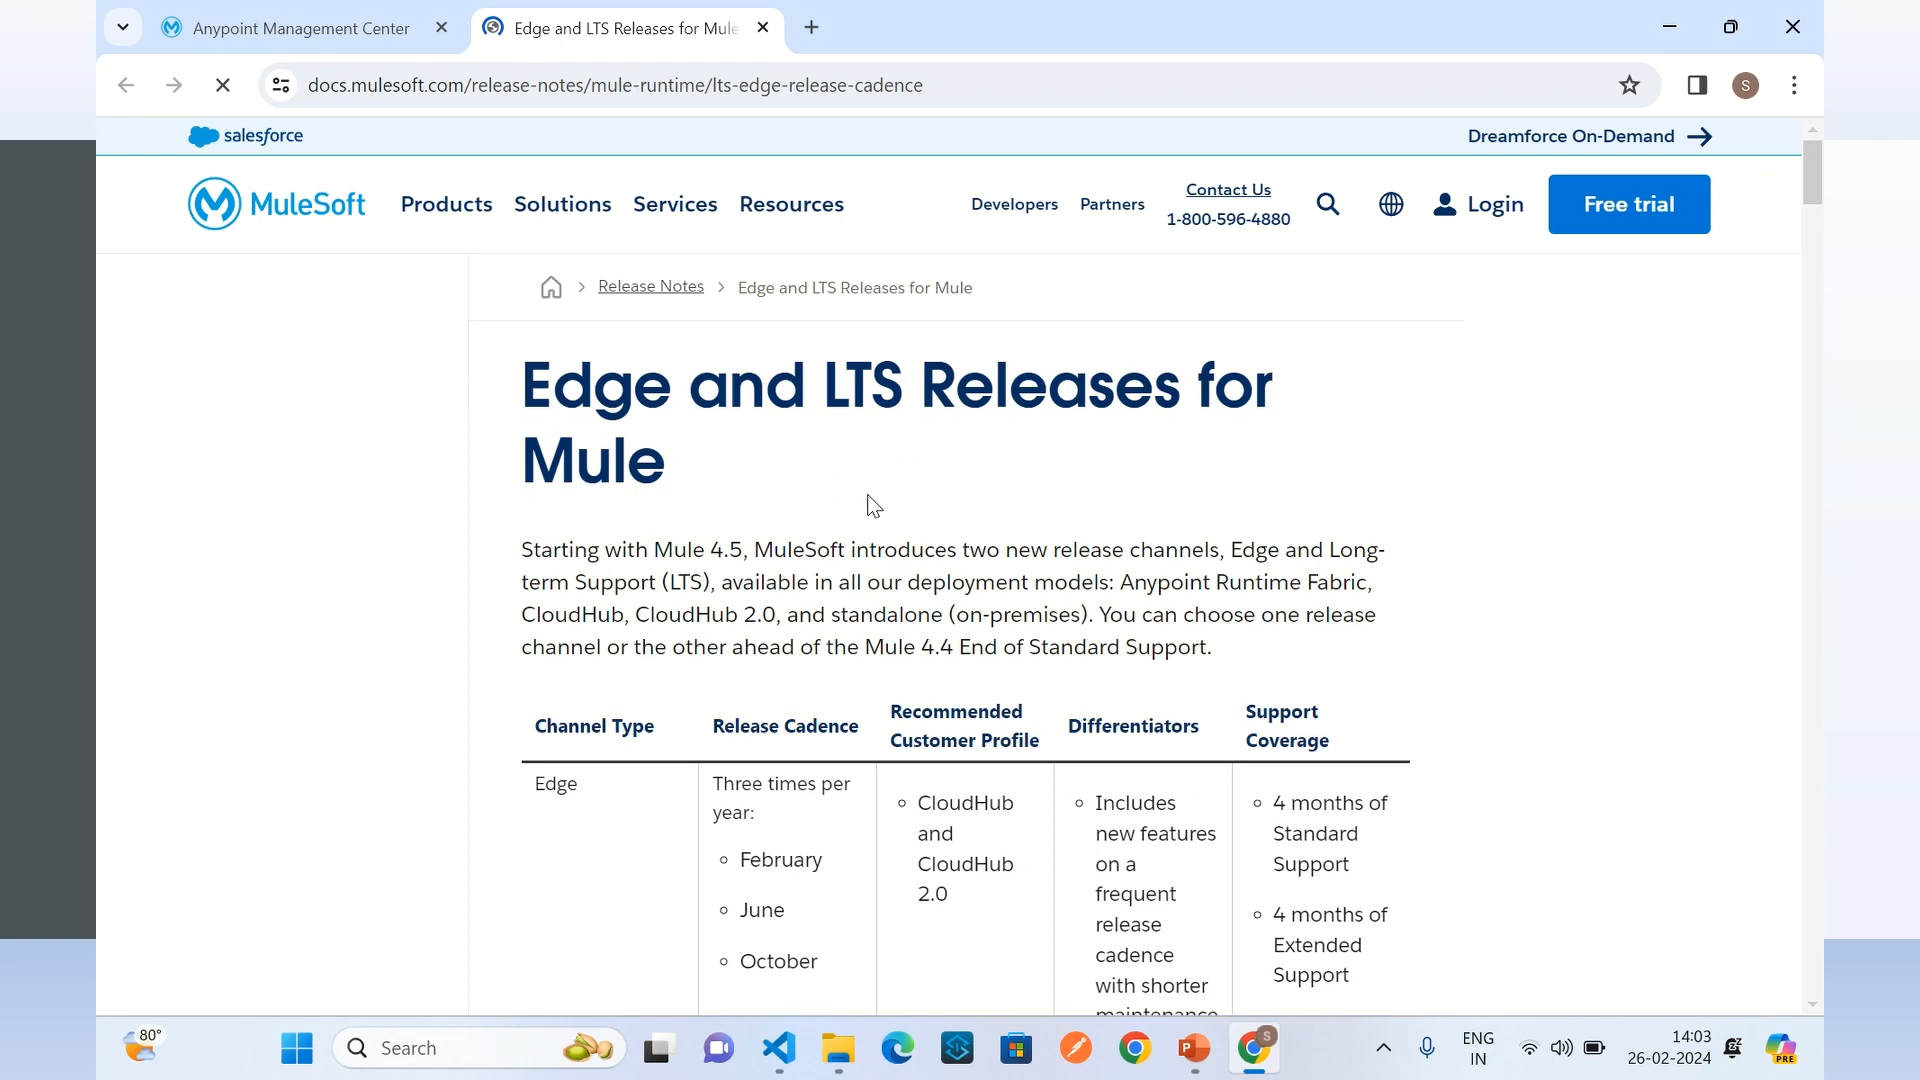 Anypoint Management Center
Edge and LTS Releases for Mule
docs.mulesoft.com/release-notes/mule-runtime/lts-edge-release-cadence
S
salesforce
Dreamforce On-Demand
MuleSoft
Products
Solutions
Services
Resources
Developers
Partners
Contact Us
1-800-596-4880
Login
Free trial
Release Notes
Edge and LTS Releases for Mule
Edge and LTS Releases for
Mule
Starting with Mule 4.5, MuleSoft introduces two new release channels, Edge and Long-
term Support (LTS), available in all our deployment models: Anypoint Runtime Fabric,
CloudHub, CloudHub 2.0, and standalone (on-premises). You can choose one release
channel or the other ahead of the Mule 4.4 End of Standard Support.
Channel Type
Release Cadence
Recommended
Customer Profile
Differentiators
Support
Coverage
Edge
Three times per
year:
February
June
October
CloudHub
and
CloudHub
2.0
Includes
new features
on a
frequent
release
cadence
with shorter
maintenance
4 months of
Standard
Support
4 months of
Extended
Support
80°
Search
S
ENG
IN
14:03
26-02-2024
PRE